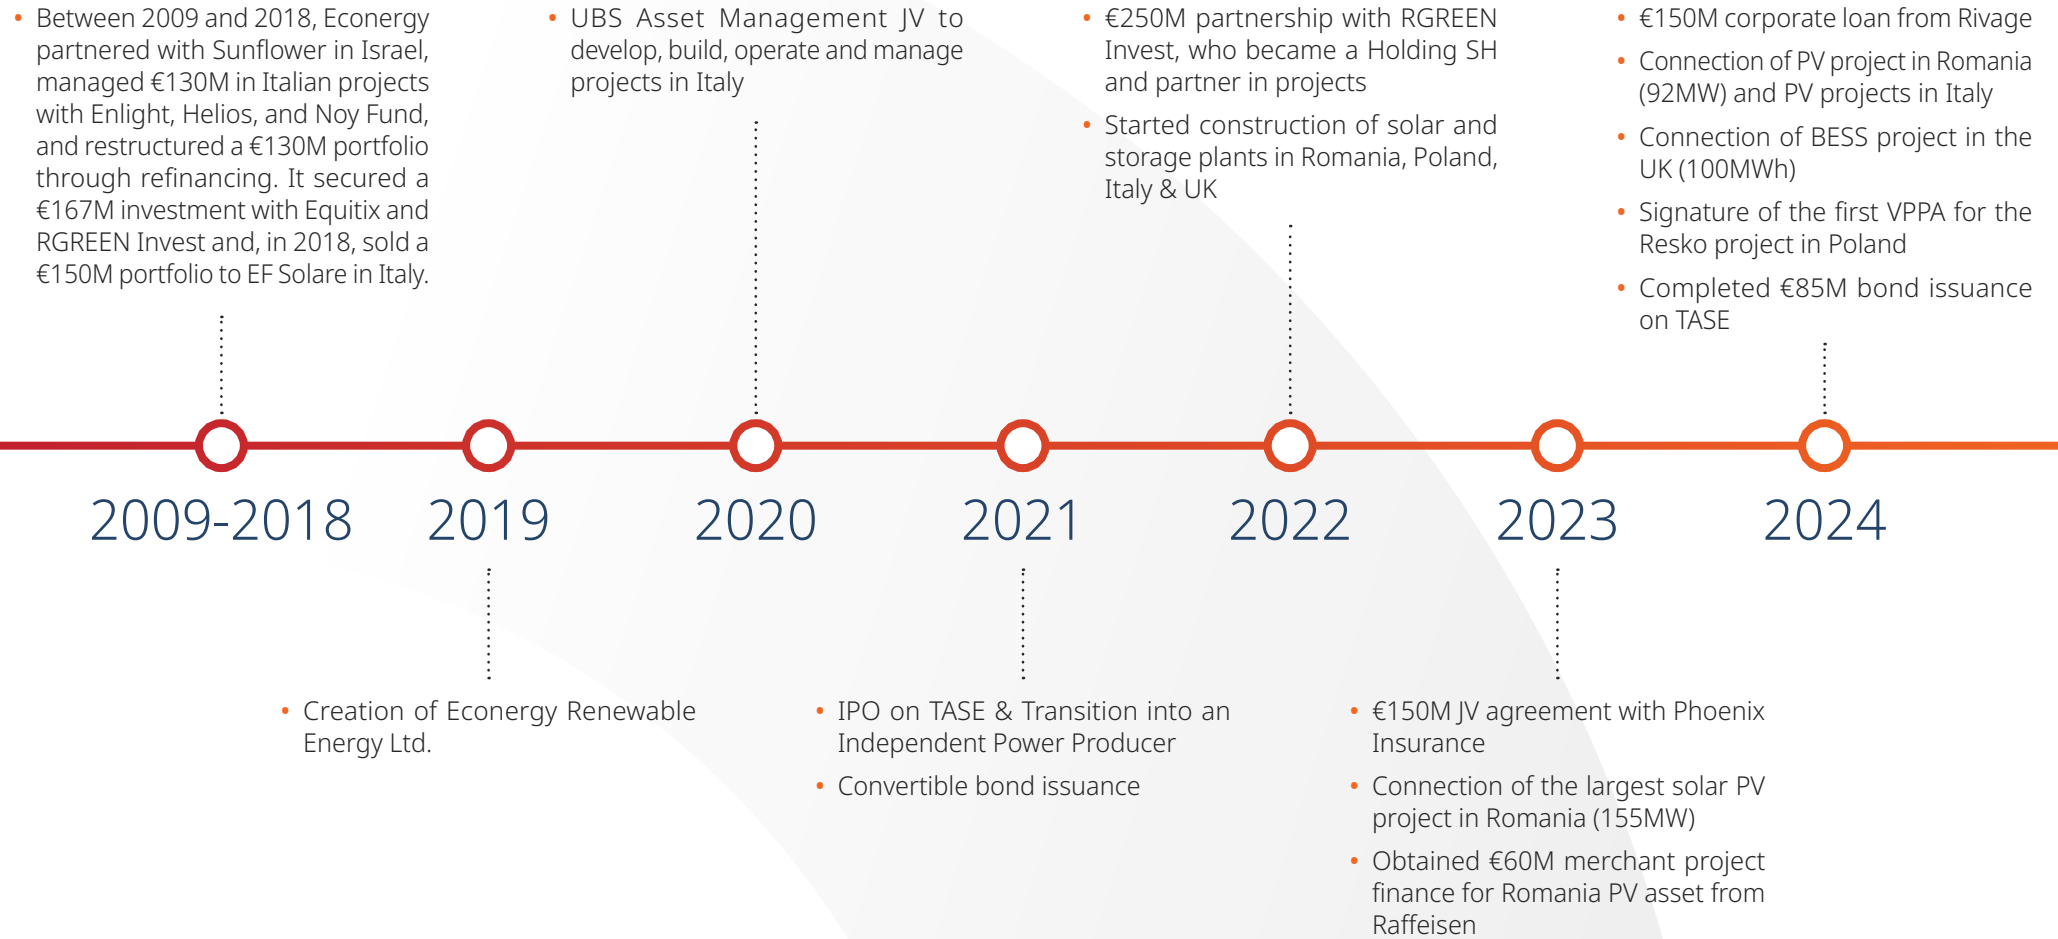 • Between 2009 and 2018, Econergy
partnered with Sunflower in Israel,
managed €130M in Italian projects
with Enlight, Helios, and Noy Fund,
and restructured a €130M portfolio
through refinancing. It secured a
€167M investment with Equitix and
RGREEN Invest and, in 2018, sold a
€150M portfolio to EF Solare in Italy.
• UBS Asset Management JV to
develop, build, operate and manage
projects in Italy
• €250M partnership with RGREEN
Invest, who became a Holding SH
and partner in projects
• Started construction of solar and
storage plants in Romania, Poland,
Italy & UK
• €150M corporate loan from Rivage
• Connection of PV project in Romania
(92MW) and PV projects in Italy
• Connection of BESS project in the
UK (100MWh)
• Signature of the first VPPA for the
Resko project in Poland
• Completed €85M bond issuance
on TASE
2009-2018
2019
2020
2021
2022
2023
2024
• Creation of Econergy Renewable
Energy Ltd.
• IPO on TASE & Transition into an
Independent Power Producer
• Convertible bond issuance
• €150M JV agreement with Phoenix
Insurance
• Connection of the largest solar PV
project in Romania (155MW)
• Obtained €60M merchant project
finance for Romania PV asset from
Raffeisen